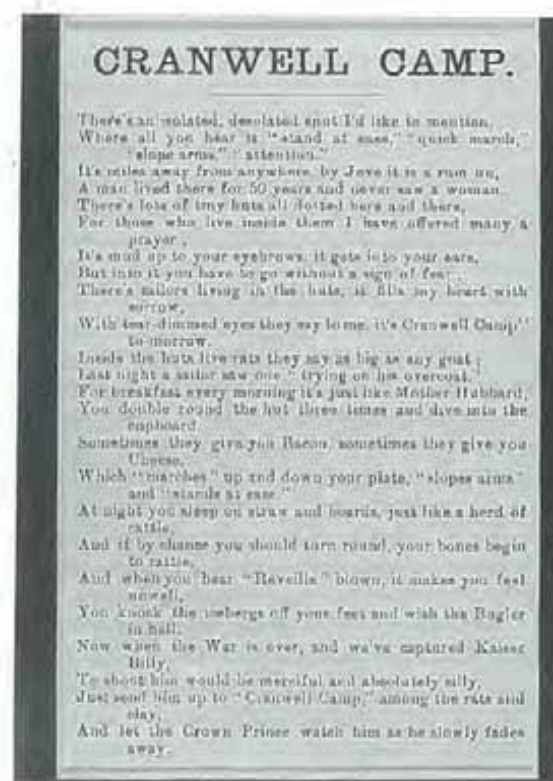 CRANWELL CAMP.
There's an isolated, desolated spot I'd like to mention,
Where all you hear is "stand at ease," "quick march,"
"slope arms," "attention."
It's miles away from anywhere, by Jove it is a rum un,
A man lived there for 50 years and never saw a woman.
There's lots of tiny huts all dotted here and there,
For those who live inside them I have offered many a
prayer,
It's mud up to your eyebrows, it gets into your ears,
But into it you have to go without a sign of fear,
There's sailors living in the huts, it fills my heart with
sorrow,
With tear-dimmed eyes they say to me, it's Cranwell Camp"
to-morrow.
Inside the huts live rats they say as big as any goat;
Last night a sailor saw one "trying on his overcoat."
For breakfast every morning it's just like Mother Hubbard,
You double round the hut three times and dive into the
cupboard.
Sometimes they give you Bacon, sometimes they give you
Cheese,
Which "marches" up and down your plate, "slopes arms"
and "stands at ease."
At night you sleep on straw and boards, just like a herd of
cattle,
And if by chance you should turn round, your bones begin
to rattle,
And when you hear "Reveille" blown, it makes you feel
unwell,
You knock the icebergs off your feet and wish the Bugler
in hell.
Now when the War is over, and we've captured Kaiser
Billy,
To shoot him would be merciful and absolutely silly,
Just send him up to "Cranwell Camp," among the rats and
clay,
And let the Crown Prince watch him as he slowly fades
away.